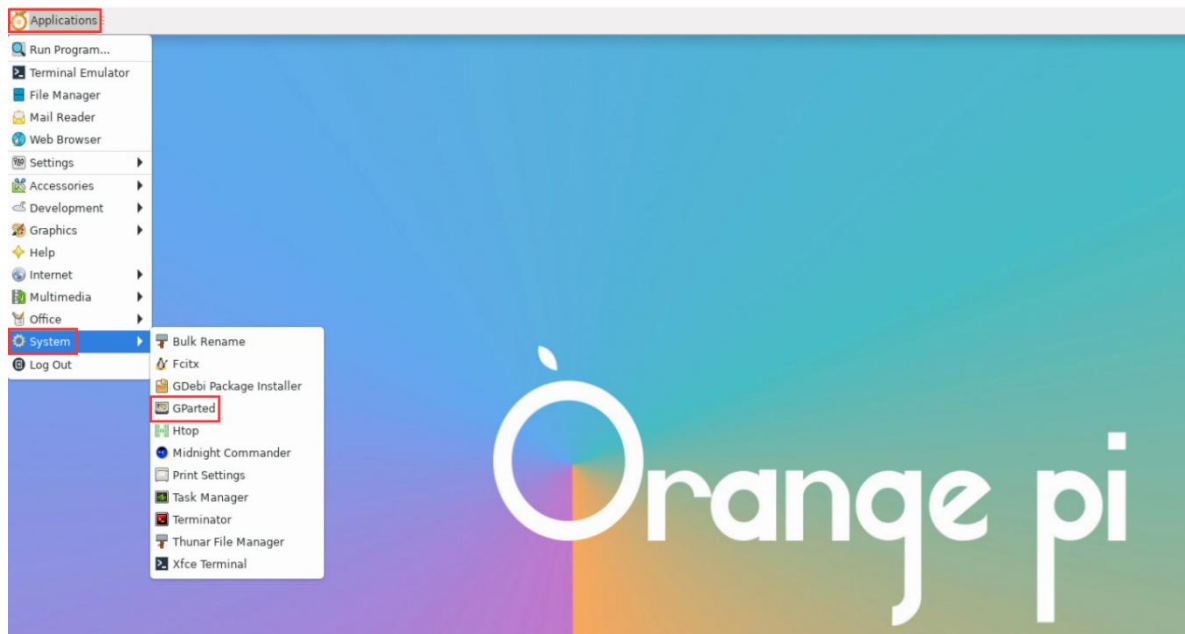 Applications
Run Program...
Terminal Emulator
File Manager
Mail Reader
Web Browser
Settings
Accessories
Development
Graphics
Help
Internet
Multimedia
Office
System
Log Out
Bulk Rename
Fcitx
GDebi Package Installer
GParted
Htop
Midnight Commander
Print Settings
Task Manager
Terminator
Thunar File Manager
Xfce Terminal
Orange pi